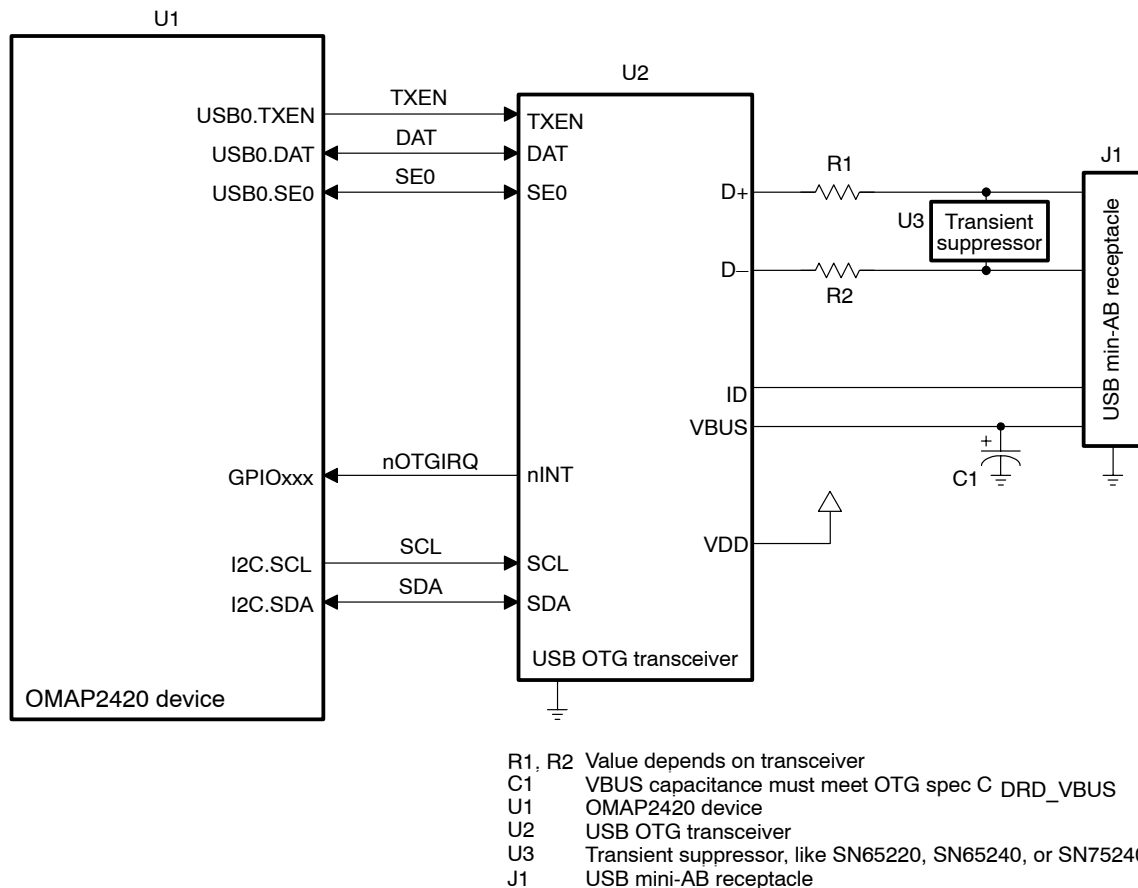 U1
U2
USB0.TXEN
TXEN
TXEN
USB0.DAT
DAT
DAT
USB0.SE0
SE0
SE0
D+
R1
J1
U3
Transient
suppressor
D–
R2
USB min-AB receptacle
ID
VBUS
+
C1
GPIOxxx
nOTGIRQ
nINT
VDD
I2C.SCL
SCL
SCL
I2C.SDA
SDA
SDA
USB OTG transceiver
OMAP2420 device
R1, R2 Value depends on transceiver
C1 VBUS capacitance must meet OTG spec C DRD_VBUS
U1 OMAP2420 device
U2 USB OTG transceiver
U3 Transient suppressor, like SN65220, SN65240, or SN75240
J1 USB mini-AB receptacle